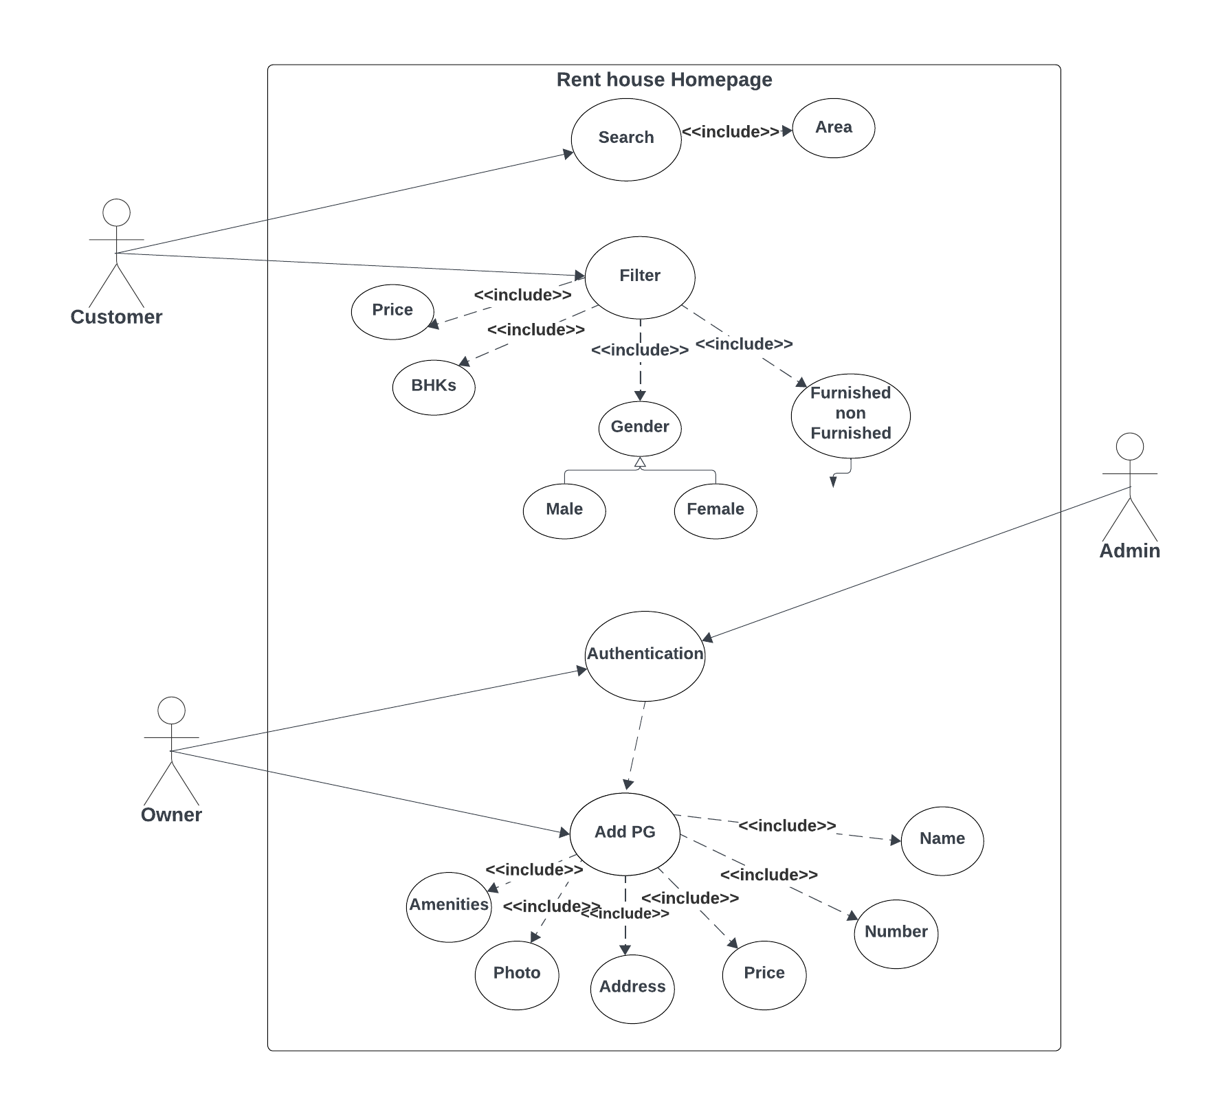 Rent house Homepage
Search
<<include>>
Area
Customer
Filter
<<include>>
Price
<<include>>
<<include>>
<<include>>
BHKs
Furnished
non
Furnished
Gender
Male
Female
Admin
Authentication
Owner
Add PG
<<include>>
Name
<<include>>
<<include>>
<<include>>
<<include>>
<<include>>
Amenities
Number
Photo
Address
Price